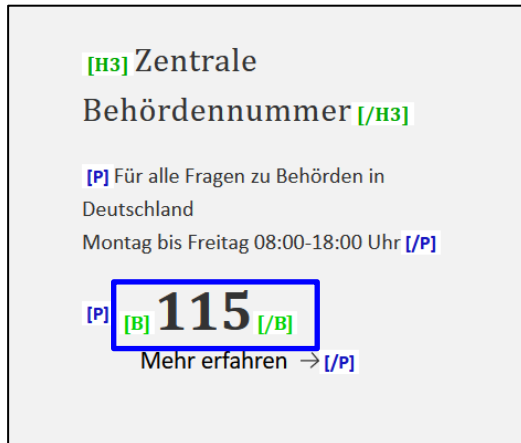 [H3] Zentrale
Behördennummer [/H3]
[P] Für alle Fragen zu Behörden in
Deutschland
Montag bis Freitag 08:00-18:00 Uhr [/P]
[P] [B] 115 [/B]
Mehr erfahren → [/P]